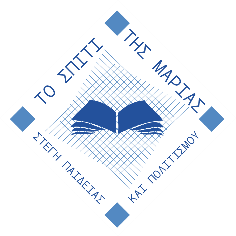 ΤΟ ΣΠΙΤΙ
ΤΗΣ ΜΑΡΙΑΣ
ΣΤΕΓΗ ΠΑΙΔΕΙΑΣ
ΚΑΙ ΠΟΛΙΤΙΣΜΟΥ